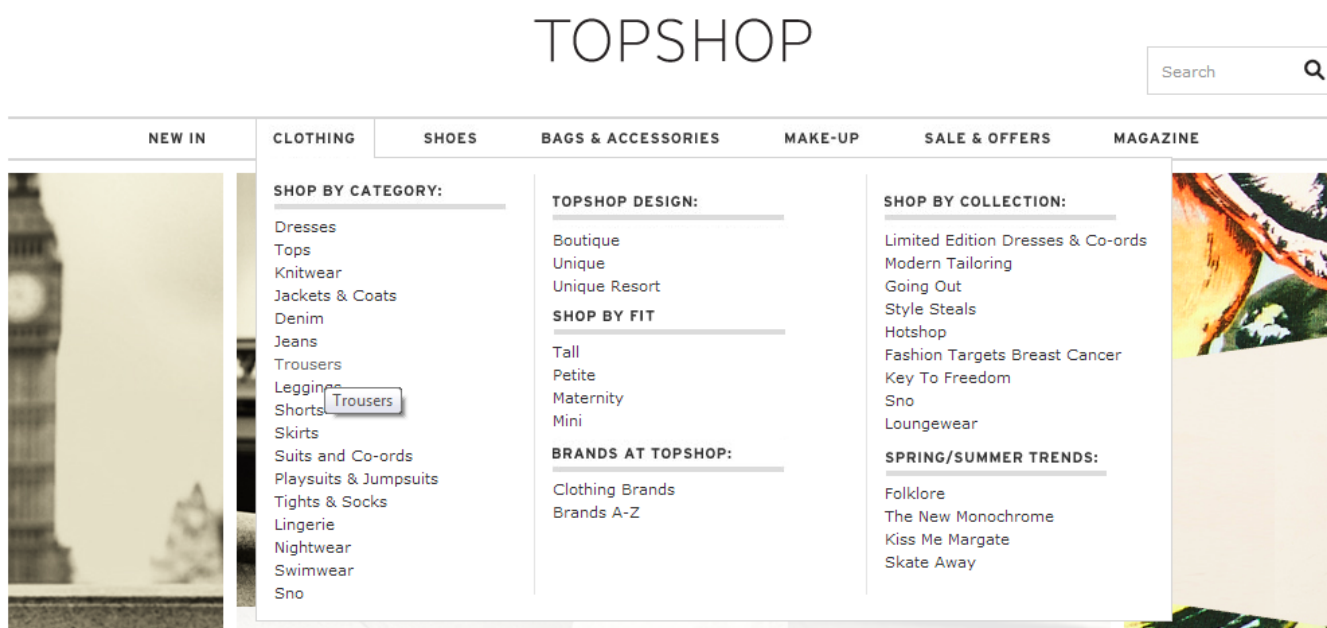 TOPSHOP
Search
NEW IN
CLOTHING
SHOES
BAGS & ACCESSORIES
MAKE-UP
SALE & OFFERS
MAGAZINE
SHOP BY CATEGORY:
Dresses
Tops
Knitwear
Jackets & Coats
Denim
Jeans
Trousers
Leggings
Trousers
Shorts
Skirts
Suits and Co-ords
Playsuits & Jumpsuits
Tights & Socks
Lingerie
Nightwear
Swimwear
Sno
TOPSHOP DESIGN:
Boutique
Unique
Unique Resort
SHOP BY FIT
Tall
Petite
Maternity
Mini
BRANDS AT TOPSHOP:
Clothing Brands
Brands A-Z
SHOP BY COLLECTION:
Limited Edition Dresses & Co-ords
Modern Tailoring
Going Out
Style Steals
Hotshop
Fashion Targets Breast Cancer
Key To Freedom
Sno
Loungewear
SPRING/SUMMER TRENDS:
Folklore
The New Monochrome
Kiss Me Margate
Skate Away